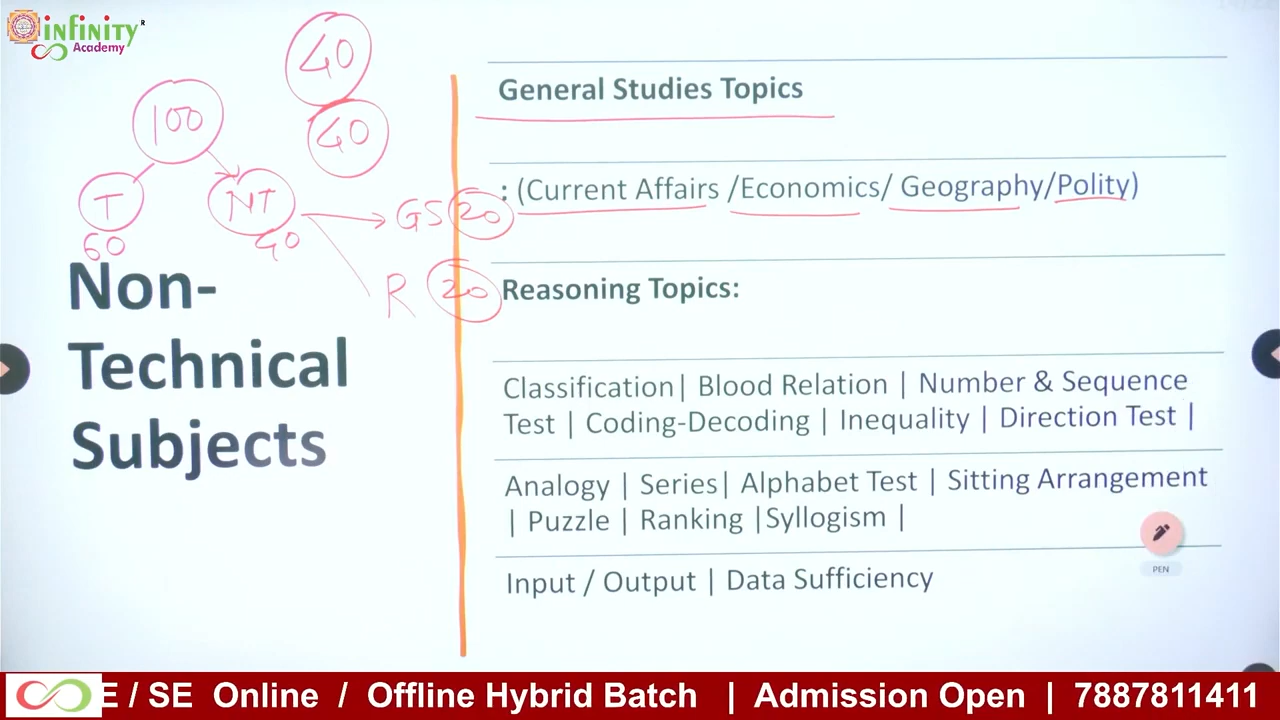 infinity
Academy
40
40
100
T
60
NT
40
GS 20
R 20
Non-
Technical
Subjects
General Studies Topics
: (Current Affairs /Economics/ Geography/Polity)
Reasoning Topics:
Classification| Blood Relation | Number & Sequence
Test | Coding-Decoding | Inequality | Direction Test |
Analogy | Series| Alphabet Test | Sitting Arrangement
| Puzzle | Ranking |Syllogism |
Input / Output | Data Sufficiency
PEN
E / SE Online / Offline Hybrid Batch | Admission Open | 7887811411